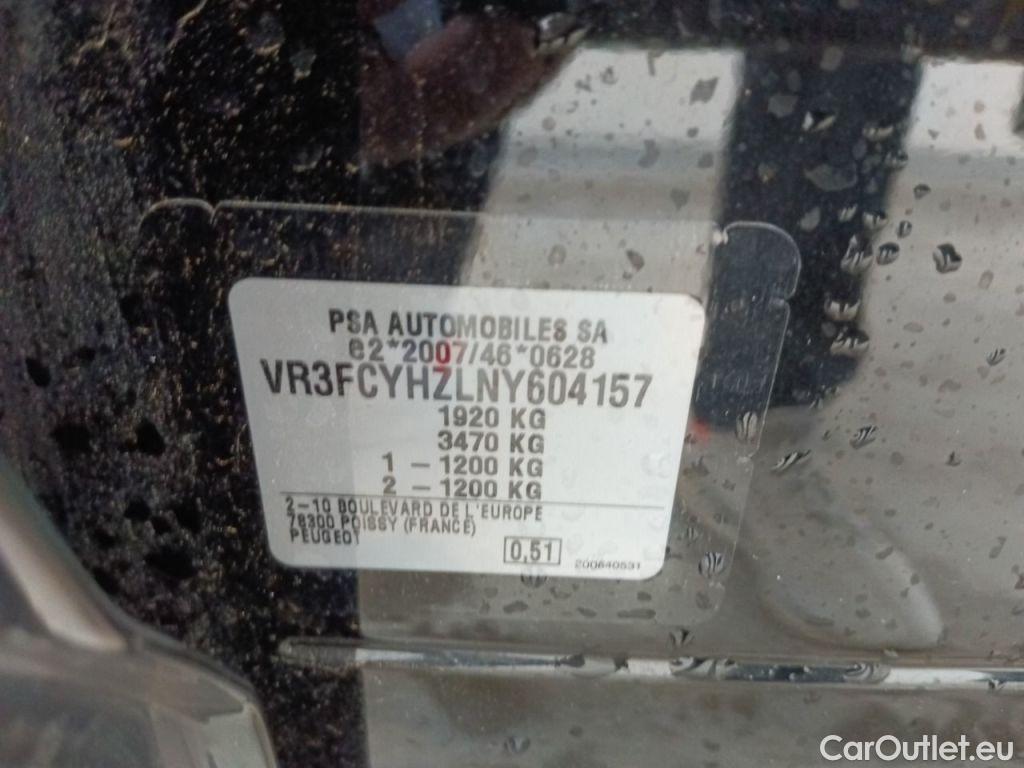 PSA AUTOMOBILES SA
e2*2007/46*0628
VR3FCYHZLNY604157
1920 KG
3470 KG
1 – 1200 KG
2 – 1200 KG
2–10 BOULEVARD DE L'EUROPE
78300 POISSY (FRANCE)
PEUGEOT
0,51
200640531
CarOutlet.eu